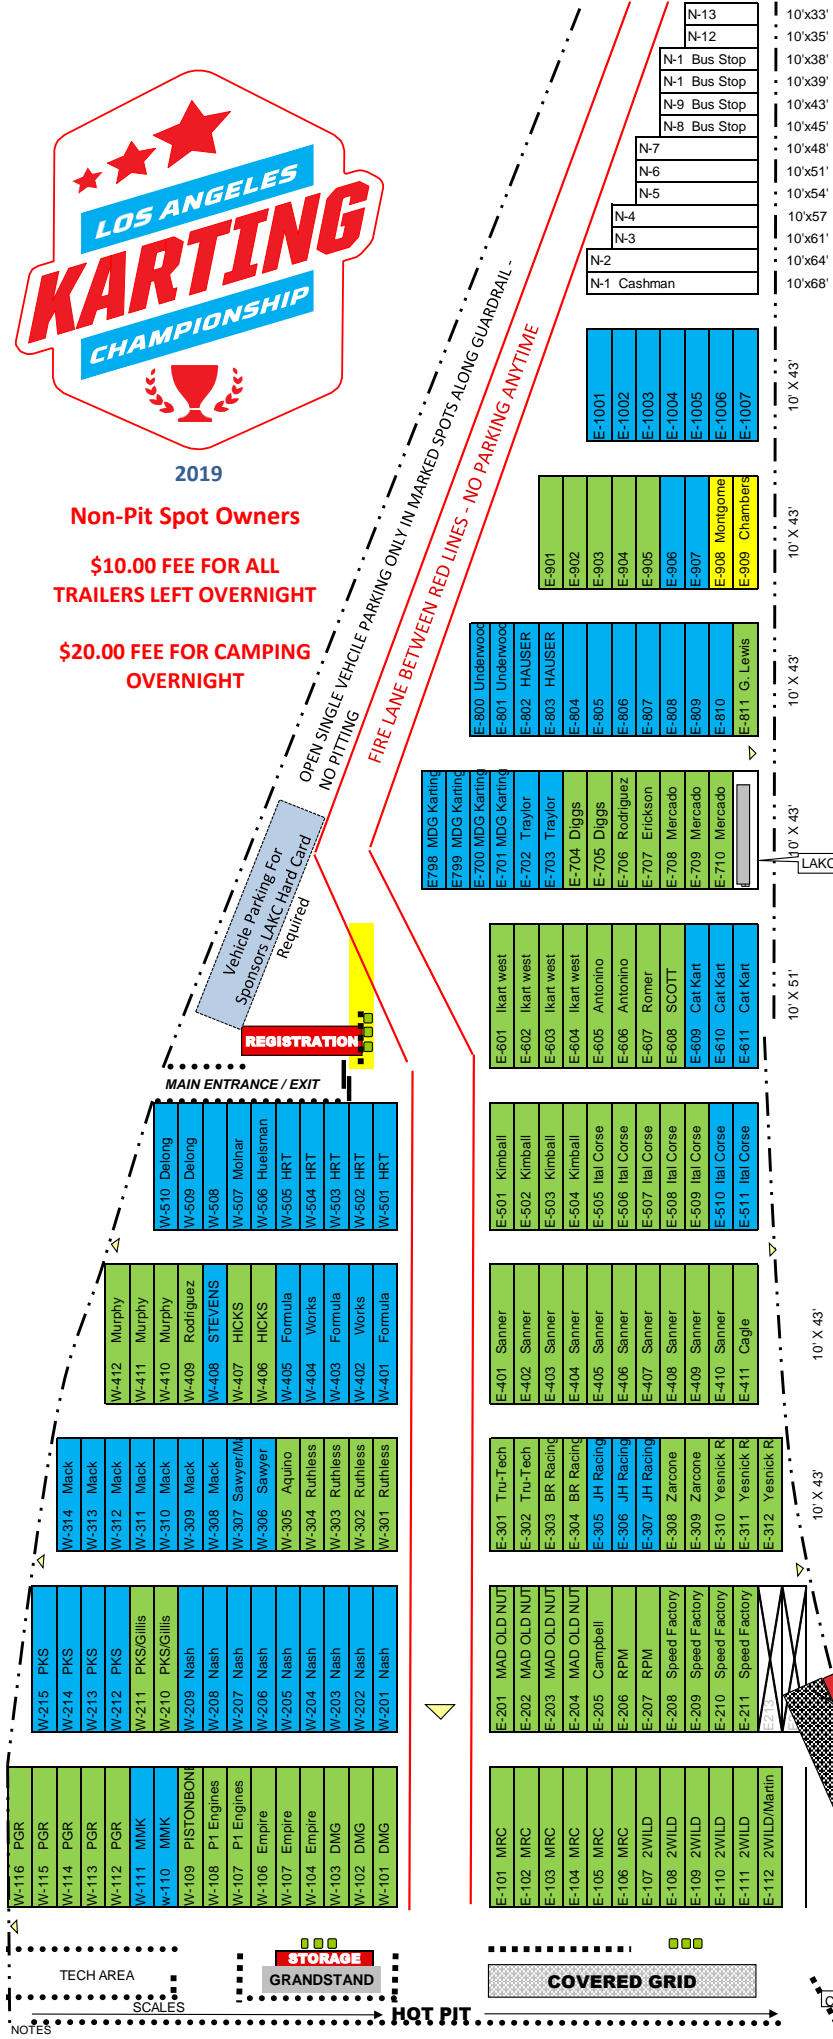 N-13 10'x33'
N-12 10'x35'
N-1 Bus Stop 10'x38'
N-1 Bus Stop 10'x39'
N-9 Bus Stop 10'x43'
N-8 Bus Stop 10'x45'
N-7 10'x48'
N-6 10'x51'
N-5 10'x54'
N-4 10'x57
N-3 10'x61'
N-2 10'x64'
N-1 Cashman 10'x68'
LOS ANGELES
KARTING
CHAMPIONSHIP
2019
Non-Pit Spot Owners
$10.00 FEE FOR ALL
TRAILERS LEFT OVERNIGHT
$20.00 FEE FOR CAMPING
OVERNIGHT
OPEN SINGLE VEHCILE PARKING ONLY IN MARKED SPOTS ALONG GUARDRAIL -
NO PITTING
FIRE LANE BETWEEN RED LINES - NO PARKING ANYTIME
E-1001
E-1002
E-1003
E-1004
E-1005
E-1006
E-1007
10' X 43'
E-901
E-902
E-903
E-904
E-905
E-906
E-907
E-908 Montgome
E-909 Chambers
10' X 43'
E-800 Underwood
E-801 Underwood
E-802 HAUSER
E-803 HAUSER
E-804
E-805
E-806
E-807
E-808
E-809
E-810
E-811 G. Lewis
10' X 43'
E798 MDG Karting
E799 MDG Karting
E-700 MDG Karting
E-701 MDG Karting
E-702 Traylor
E-703 Traylor
E-704 Diggs
E-705 Diggs
E-706 Rodriguez
E-707 Erickson
E-708 Mercado
E-709 Mercado
E-710 Mercado
10' X 43'
LAKC
Vehicle Parking For
Sponsors LAKC Hard Card
Required
E-601 Ikart west
E-602 Ikart west
E-603 Ikart west
E-604 Ikart west
E-605 Antonino
E-606 Antonino
E-607 Romer
E-608 SCOTT
E-609 Cat Kart
E-610 Cat Kart
E-611 Cat Kart
10' X 51'
REGISTRATION
MAIN ENTRANCE / EXIT
W-510 Delong
W-509 Delong
W-508
W-507 Molnar
W-506 Huelsman
W-505 HRT
W-504 HRT
W-503 HRT
W-502 HRT
W-501 HRT
E-501 Kimball
E-502 Kimball
E-503 Kimball
E-504 Kimball
E-505 Ital Corse
E-506 Ital Corse
E-507 Ital Corse
E-508 Ital Corse
E-509 Ital Corse
E-510 Ital Corse
E-511 Ital Corse
W-412 Murphy
W-411 Murphy
W-410 Murphy
W-409 Rodriguez
W-408 STEVENS
W-407 HICKS
W-406 HICKS
W-405 Formula
W-404 Works
W-403 Formula
W-402 Works
W-401 Formula
E-401 Sanner
E-402 Sanner
E-403 Sanner
E-404 Sanner
E-405 Sanner
E-406 Sanner
E-407 Sanner
E-408 Sanner
E-409 Sanner
E-410 Sanner
E-411 Cagle
10' X 43'
W-314 Mack
W-313 Mack
W-312 Mack
W-311 Mack
W-310 Mack
W-309 Mack
W-308 Mack
W-307 Sawyer/Ma
W-306 Sawyer
W-305 Aquino
W-304 Ruthless
W-303 Ruthless
W-302 Ruthless
W-301 Ruthless
E-301 Tru-Tech
E-302 Tru-Tech
E-303 BR Racing
E-304 BR Racing
E-305 JH Racing
E-306 JH Racing
E-307 JH Racing
E-308 Zarcone
E-309 Zarcone
E-310 Yesnick R
E-311 Yesnick R
E-312 Yesnick R
10' X 43'
W-215 PKS
W-214 PKS
W-213 PKS
W-212 PKS
W-211 PKS/Gillis
W-210 PKS/Gillis
W-209 Nash
W-208 Nash
W-207 Nash
W-206 Nash
W-205 Nash
W-204 Nash
W-203 Nash
W-202 Nash
W-201 Nash
E-201 MAD OLD NUT
E-202 MAD OLD NUT
E-203 MAD OLD NUT
E-204 MAD OLD NUT
E-205 Campbell
E-206 RPM
E-207 RPM
E-208 Speed Factory
E-209 Speed Factory
E-210 Speed Factory
E-211 Speed Factory
W-116 PGR
W-115 PGR
W-114 PGR
W-113 PGR
W-112 PGR
W-111 MMK
w-110 MMK
W-109 PISTONBONE
W-108 P1 Engines
W-107 P1 Engines
W-106 Empire
W-107 Empire
W-104 Empire
W-103 DMG
W-102 DMG
W-101 DMG
E-101 MRC
E-102 MRC
E-103 MRC
E-104 MRC
E-105 MRC
E-106 MRC
E-107 2WILD
E-108 2WILD
E-109 2WILD
E-110 2WILD
E-111 2WILD
E-112 2WILD/Martin
TECH AREA
STORAGE
GRANDSTAND
COVERED GRID
SCALES
HOT PIT
NOTES